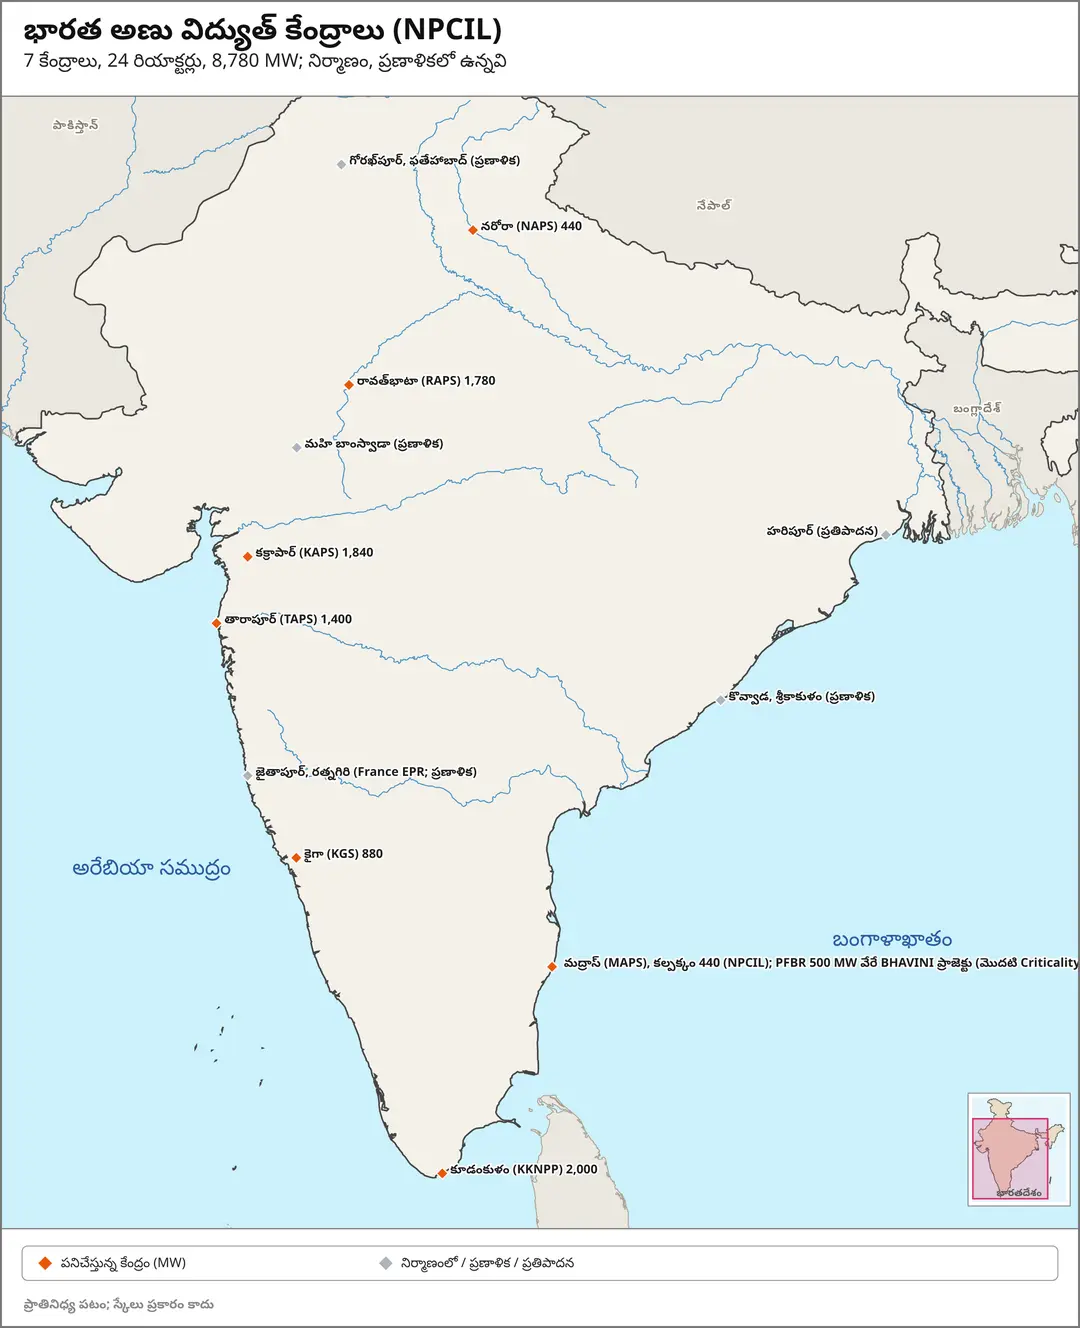 భారత అణు విద్యుత్ కేంద్రాలు (NPCIL)
7 కేంద్రాలు, 24 రియాక్టర్లు, 8,780 MW; నిర్మాణం, ప్రణాళికలో ఉన్నవి
పాకిస్తాన్
గోరఖ్‌పూర్, ఫతేహాబాద్ (ప్రణాళిక)
నేపాల్
నరోరా (NAPS) 440
రావత్‌భాటా (RAPS) 1,780
బంగ్లాదేశ్
మహి బాంస్వాడా (ప్రణాళిక)
హరిపూర్ (ప్రతిపాదన)
కక్రాపార్ (KAPS) 1,840
తారాపూర్ (TAPS) 1,400
కొవ్వాడ, శ్రీకాకుళం (ప్రణాళిక)
జైతాపూర్, రత్నగిరి (France EPR; ప్రణాళిక)
కైగా (KGS) 880
అరేబియా సముద్రం
బంగాళాఖాతం
మద్రాస్ (MAPS), కల్పక్కం 440 (NPCIL); PFBR 500 MW వేరే BHAVINI ప్రాజెక్టు (మొదటి Criticality
కూడంకుళం (KKNPP) 2,000
భారతదేశం
పనిచేస్తున్న కేంద్రం (MW)
నిర్మాణంలో / ప్రణాళిక / ప్రతిపాదన
ప్రాతినిధ్య పటం; స్కేలు ప్రకారం కాదు